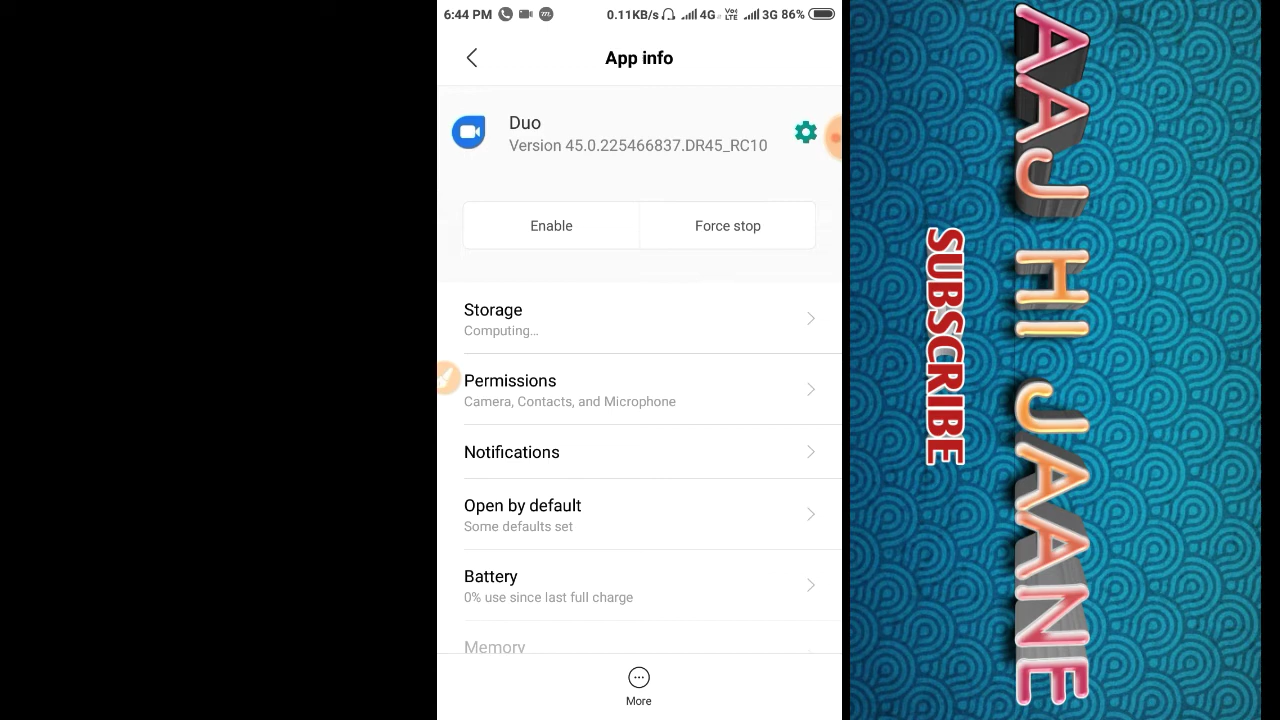 6:44 PM 0.11KB/s 4G VoLTE 3G 86%
App info
Duo
Version 45.0.225466837.DR45_RC10
Enable Force stop
Storage
Computing...
Permissions
Camera, Contacts, and Microphone
Notifications
Open by default
Some defaults set
Battery
0% use since last full charge
Memory
More
AAJ HI JAANE
SUBSCRIBE